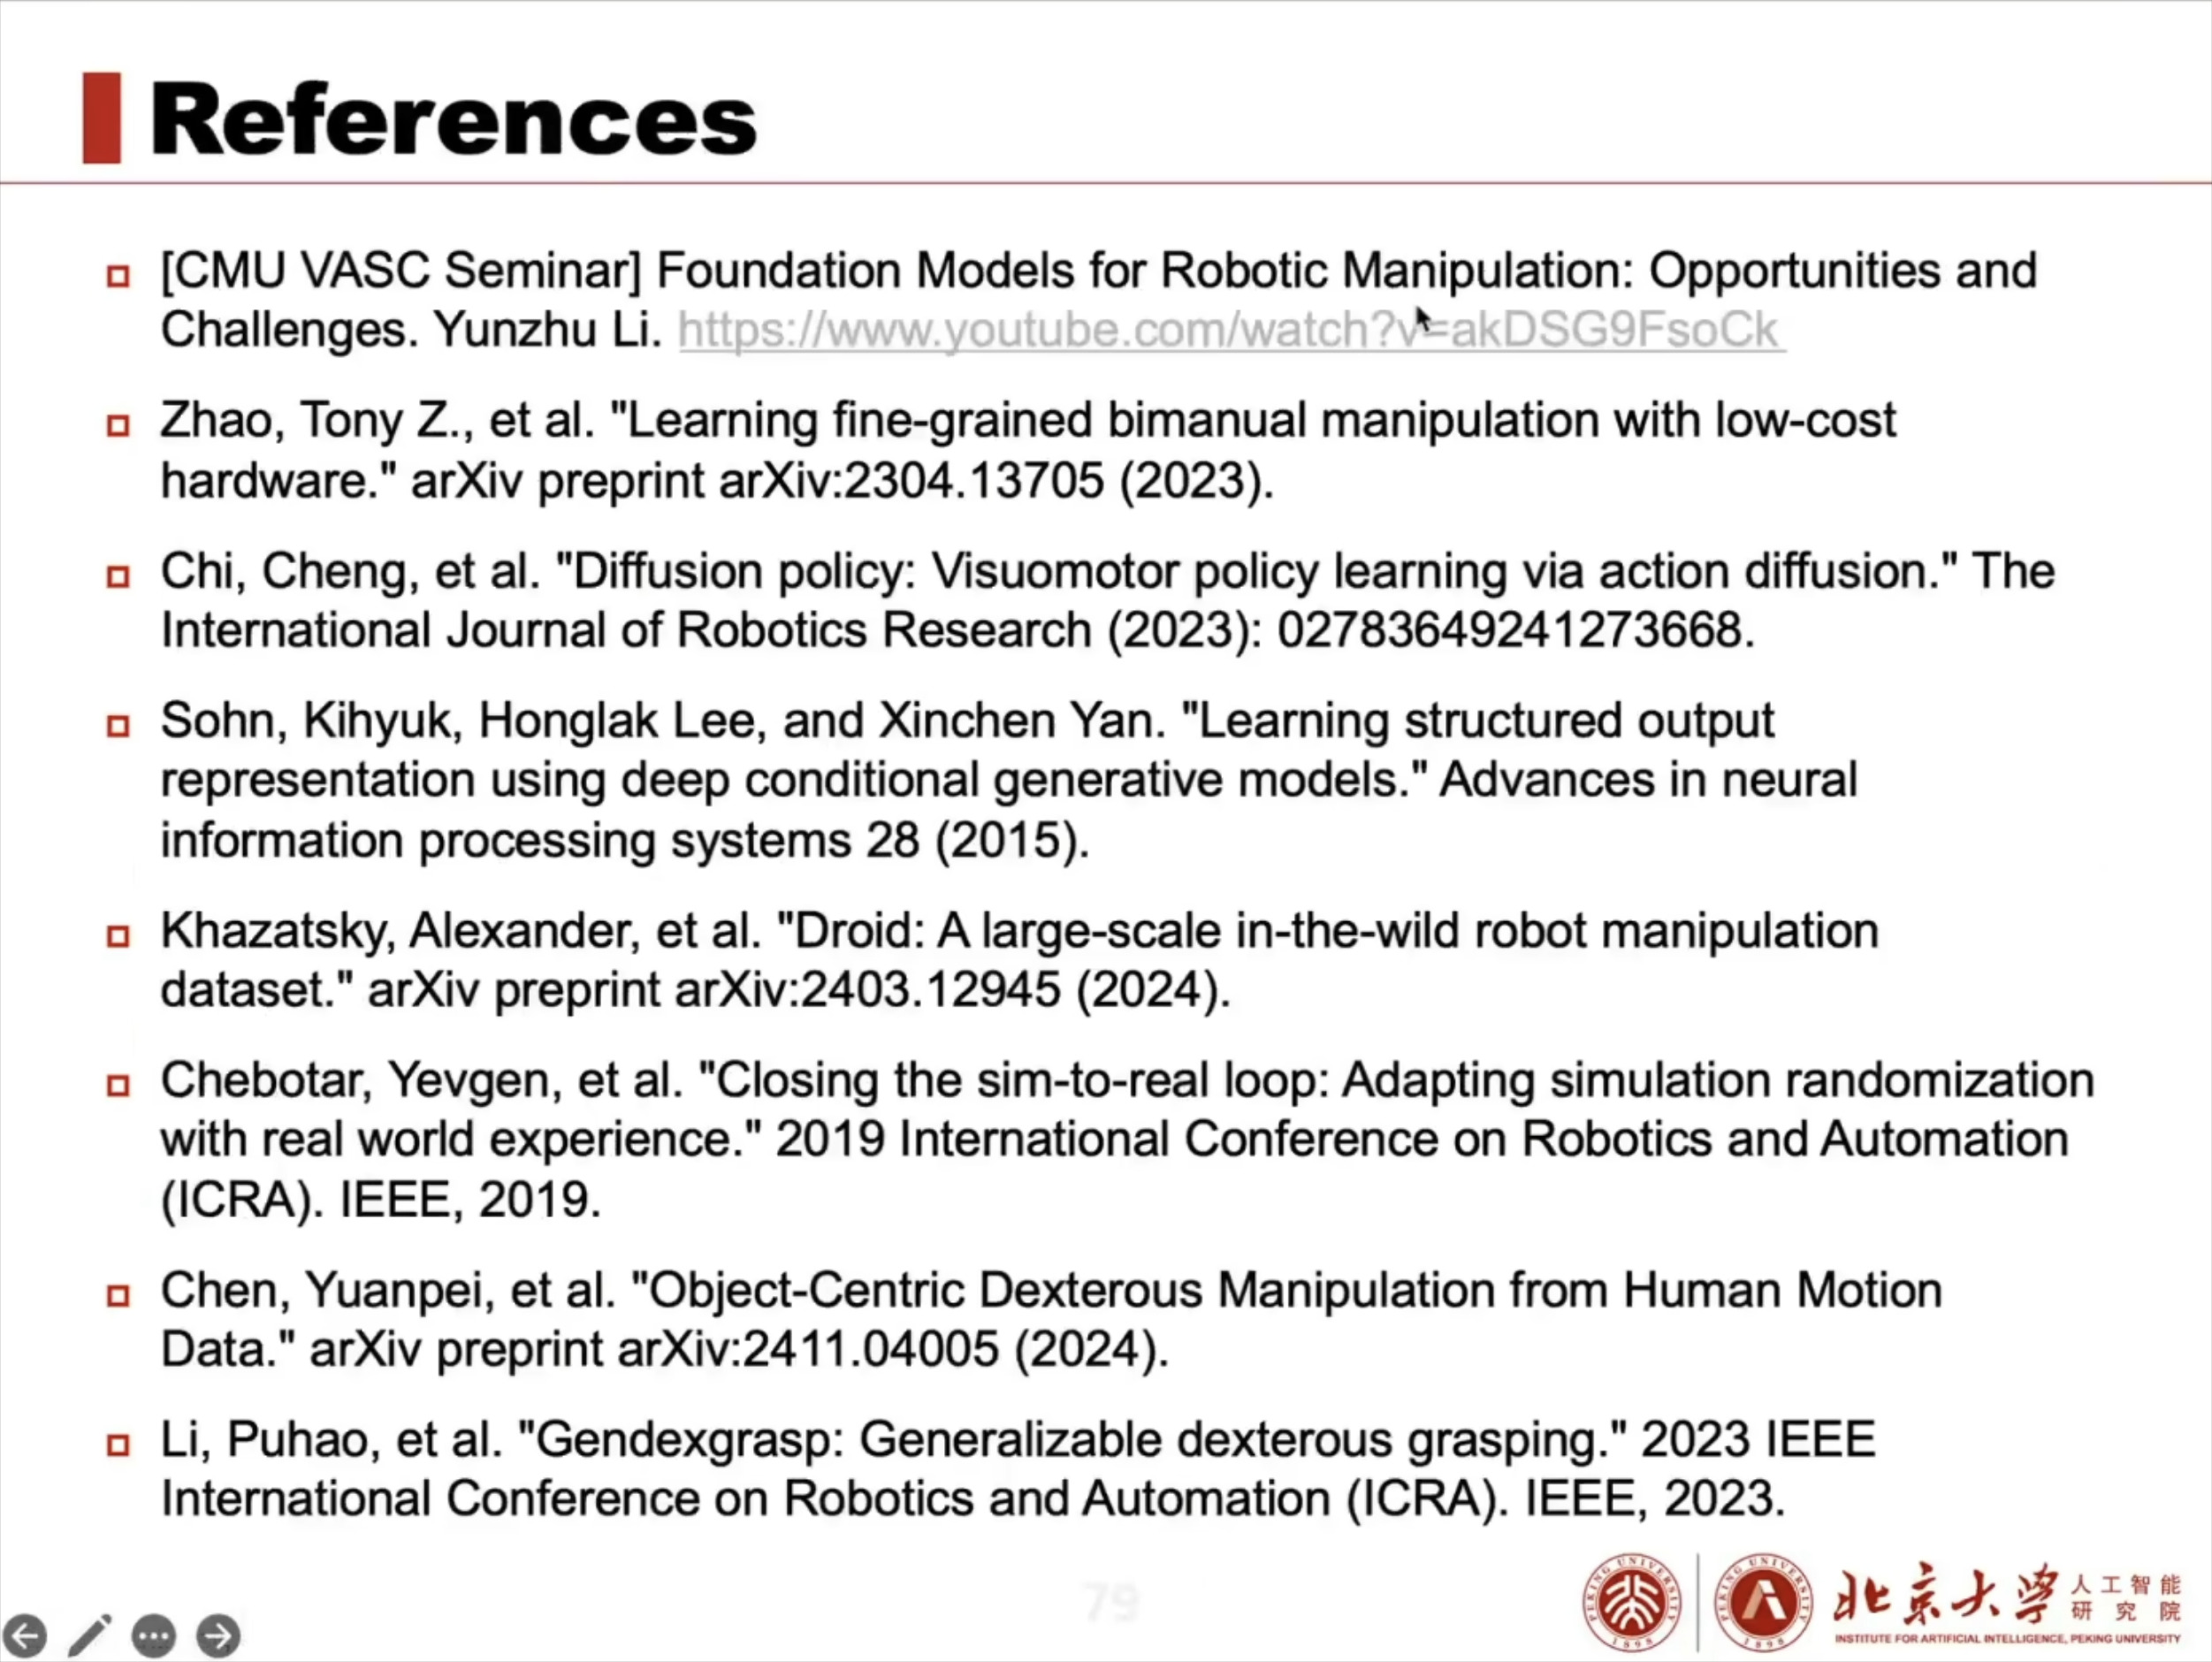 References
[CMU VASC Seminar] Foundation Models for Robotic Manipulation: Opportunities and
Challenges. Yunzhu Li. https://www.youtube.com/watch?v=akDSG9FsoCk
Zhao, Tony Z., et al. "Learning fine-grained bimanual manipulation with low-cost
hardware." arXiv preprint arXiv:2304.13705 (2023).
Chi, Cheng, et al. "Diffusion policy: Visuomotor policy learning via action diffusion." The
International Journal of Robotics Research (2023): 02783649241273668.
Sohn, Kihyuk, Honglak Lee, and Xinchen Yan. "Learning structured output
representation using deep conditional generative models." Advances in neural
information processing systems 28 (2015).
Khazatsky, Alexander, et al. "Droid: A large-scale in-the-wild robot manipulation
dataset." arXiv preprint arXiv:2403.12945 (2024).
Chebotar, Yevgen, et al. "Closing the sim-to-real loop: Adapting simulation randomization
with real world experience." 2019 International Conference on Robotics and Automation
(ICRA). IEEE, 2019.
Chen, Yuanpei, et al. "Object-Centric Dexterous Manipulation from Human Motion
Data." arXiv preprint arXiv:2411.04005 (2024).
Li, Puhao, et al. "Gendexgrasp: Generalizable dexterous grasping." 2023 IEEE
International Conference on Robotics and Automation (ICRA). IEEE, 2023.
79
PEKING UNIVERSITY
1898
PEKING UNIVERSITY
1898
北京大学
人工智能
研究院
INSTITUTE FOR ARTIFICIAL INTELLIGENCE, PEKING UNIVERSITY